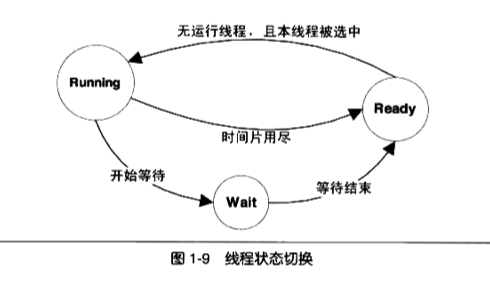 无运行线程，且本线程被选中
Running
Ready
时间片用尽
开始等待
等待结束
Wait
图 1-9 线程状态切换